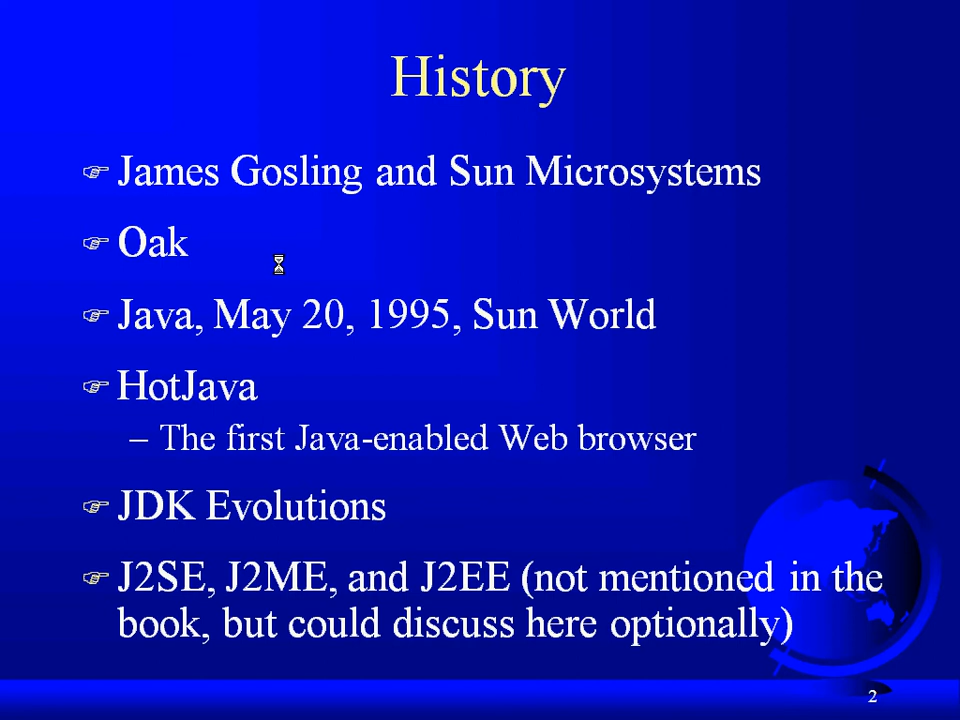 History
☞ James Gosling and Sun Microsystems
☞ Oak
☞ Java, May 20, 1995, Sun World
☞ HotJava
– The first Java-enabled Web browser
☞ JDK Evolutions
☞ J2SE, J2ME, and J2EE (not mentioned in the
book, but could discuss here optionally)
2